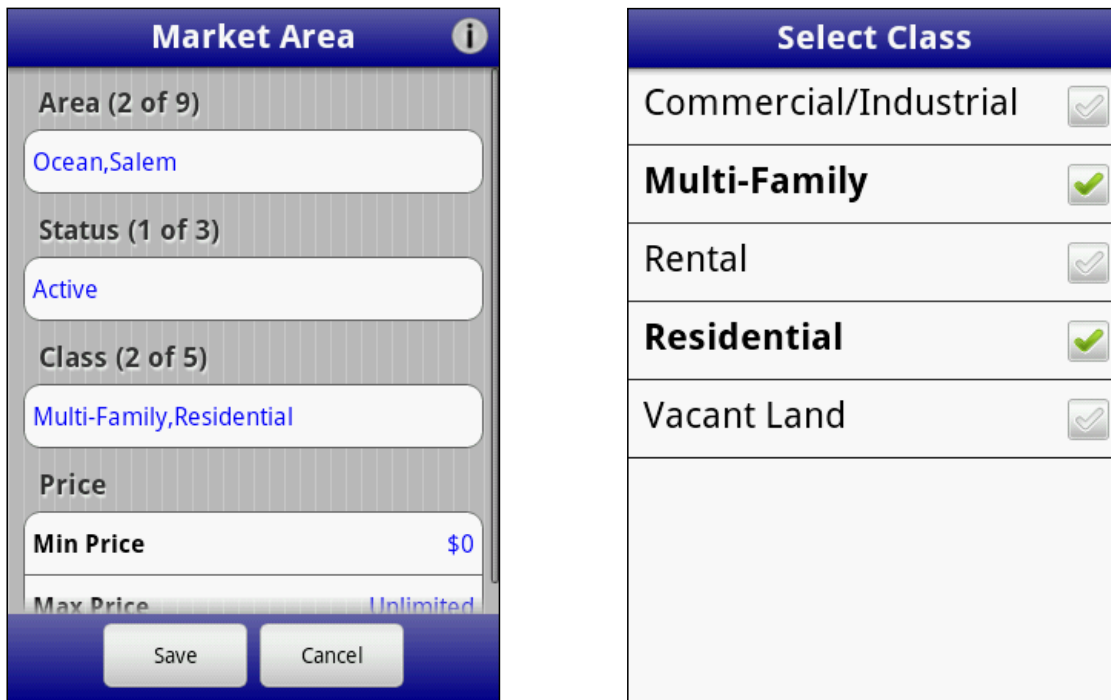 Market Area
Area (2 of 9)
Ocean,Salem
Status (1 of 3)
Active
Class (2 of 5)
Multi-Family,Residential
Price
Min Price $0
Max Price Unlimited
Save Cancel
Select Class
Commercial/Industrial
Multi-Family
Rental
Residential
Vacant Land